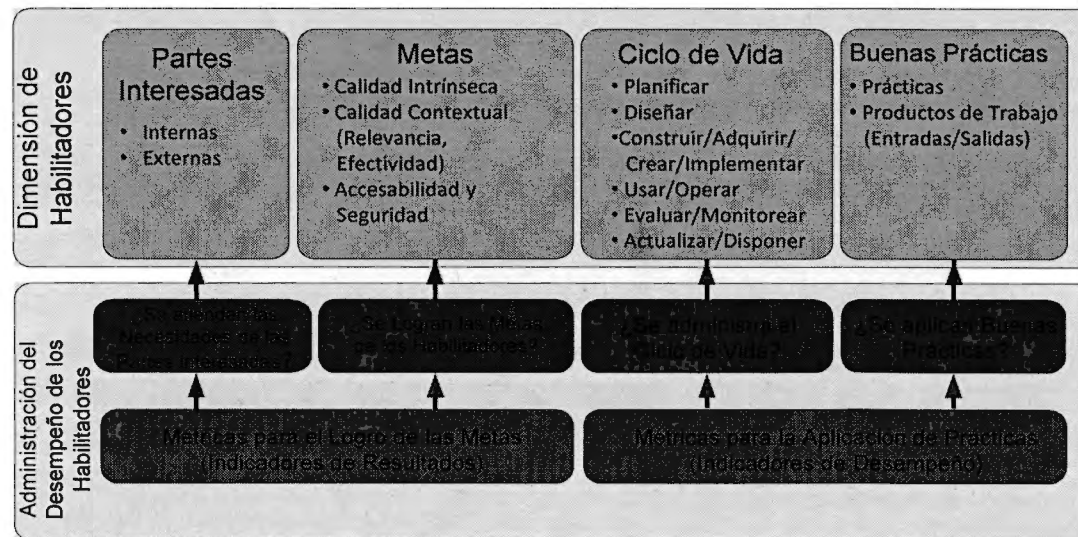 Dimensión de
Habilitadores
Partes
Interesadas
• Internas
• Externas
Metas
• Calidad Intrínseca
• Calidad Contextual
(Relevancia,
Efectividad)
• Accesabilidad y
Seguridad
Ciclo de Vida
• Planificar
• Diseñar
•Construir/Adquirir/
Crear/Implementar
• Usar/Operar
• Evaluar/Monitorear
• Actualizar/Disponer
Buenas Prácticas
• Prácticas
• Productos de Trabajo
(Entradas/Salidas)
Administración del
Desempeño de los
Habilitadores
¿Se atiendan las
Necesidades de las
Partes Interesadas?
¿Se Logran las Metas
de los Habilitadores?
¿Se administra el
Ciclo de Vida?
¿Se aplican Buenas
Prácticas?
Métricas para el Logro de las Metas
(Indicadores de Resultados)
Métricas para la Aplicación de Prácticas
(Indicadores de Desempeño)